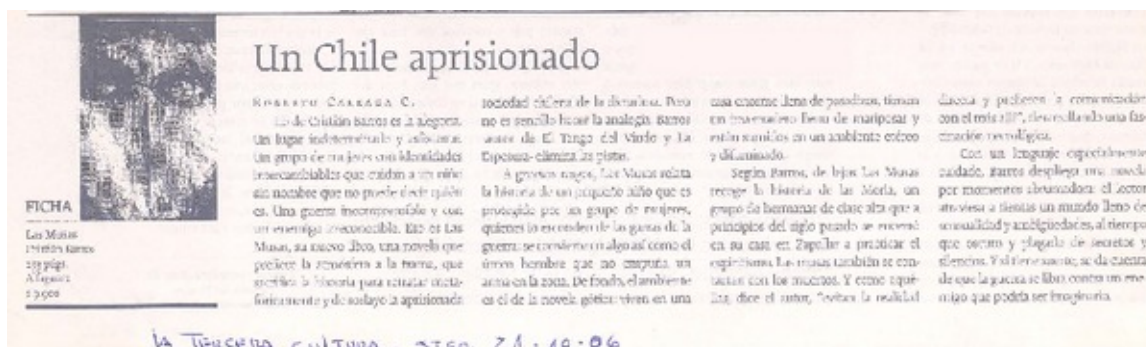 Un Chile aprisionado
ROBERTO CAREAGA C.
Lo de Cristián Barros es la alegoría.
Un lugar indeterminado y
Un grupo de mujeres con identidades
intercambiables que cuidan a un niño
sin nombre que no puede decir quién
es. Una guerra incomprensible y con
un enemigo irreconocible. Eso es Las
Musas, su nuevo libro, una novela que
prefiere la atmósfera a la trama, que
sacrifica la historia para retratar meta-
fóricamente y de soslayo la aprisionada
sociedad chilena de la dictadura. Pero
no es sencillo hacer la analogía. Barros
-autor de El Tango del Viudo y La
Espesura- elimina las pistas.
A grandes rasgos, Las Musas relata
la historia de un pequeño niño que es
protegido por un grupo de mujeres,
quienes lo esconden de las garras de la
guerra: se convierte en algo así como el
único hombre que no empuña un
arma en la zona. De fondo, el ambiente
es el de la novela gótica: viven en una
casa enorme llena de pasadizos, tienen
un invernadero lleno de mariposas y
están sumidos en un ambiente etéreo
y difuminado.
Según Barros, de lejos Las Musas
recoge la historia de las Morla, un
grupo de hermanas de clase alta que a
principios del siglo pasado se encerró
en su casa en Zapallar a practicar el
espiritismo. Las musas también se con-
tactan con los muertos. Y como aqué-
llas, dice el autor, "evitan la realidad
directa y prefieren la comunicación
con el más allá", desarrollando una fas-
cinación tecnológica.
Con un lenguaje especialmente
cuidado, Barros despliega una novela
por momentos abrumadora: el lector
atraviesa a tientas un mundo lleno de
sensualidad y ambigüedades, al tiempo
que oscuro y plagado de secretos y
silencios. Y si tiene suerte, se da cuenta
de que la guerra se libra contra un ene-
migo que podría ser imaginario.
FICHA
Las Musas
Cristián Barros
págs.
Alfaguara
LA TERCERA CULTURA